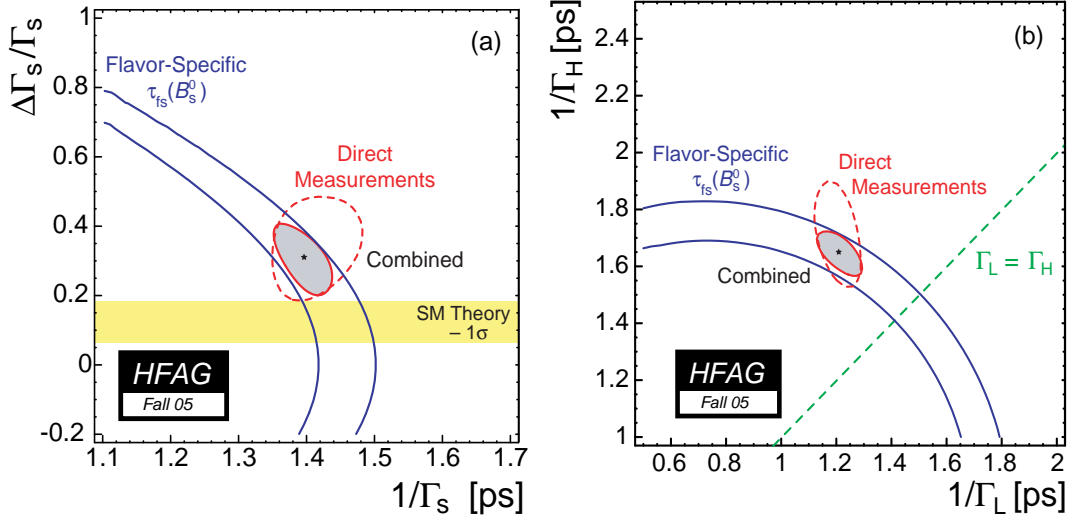 (a)
ΔΓs/Γs
1
0.8
0.6
0.4
0.2
0
-0.2
Flavor-Specific
τfs(B⁰s)
Direct
Measurements
Combined
SM Theory
– 1σ
HFAG
Fall 05
1.1 1.2 1.3 1.4 1.5 1.6 1.7
1/Γs [ps]
(b)
1/ΓH [ps]
2.4
2.2
2
1.8
1.6
1.4
1.2
1
Flavor-Specific
τfs(B⁰s)
Direct
Measurements
Combined
ΓL = ΓH
HFAG
Fall 05
0.6 0.8 1 1.2 1.4 1.6 1.8 2
1/ΓL [ps]